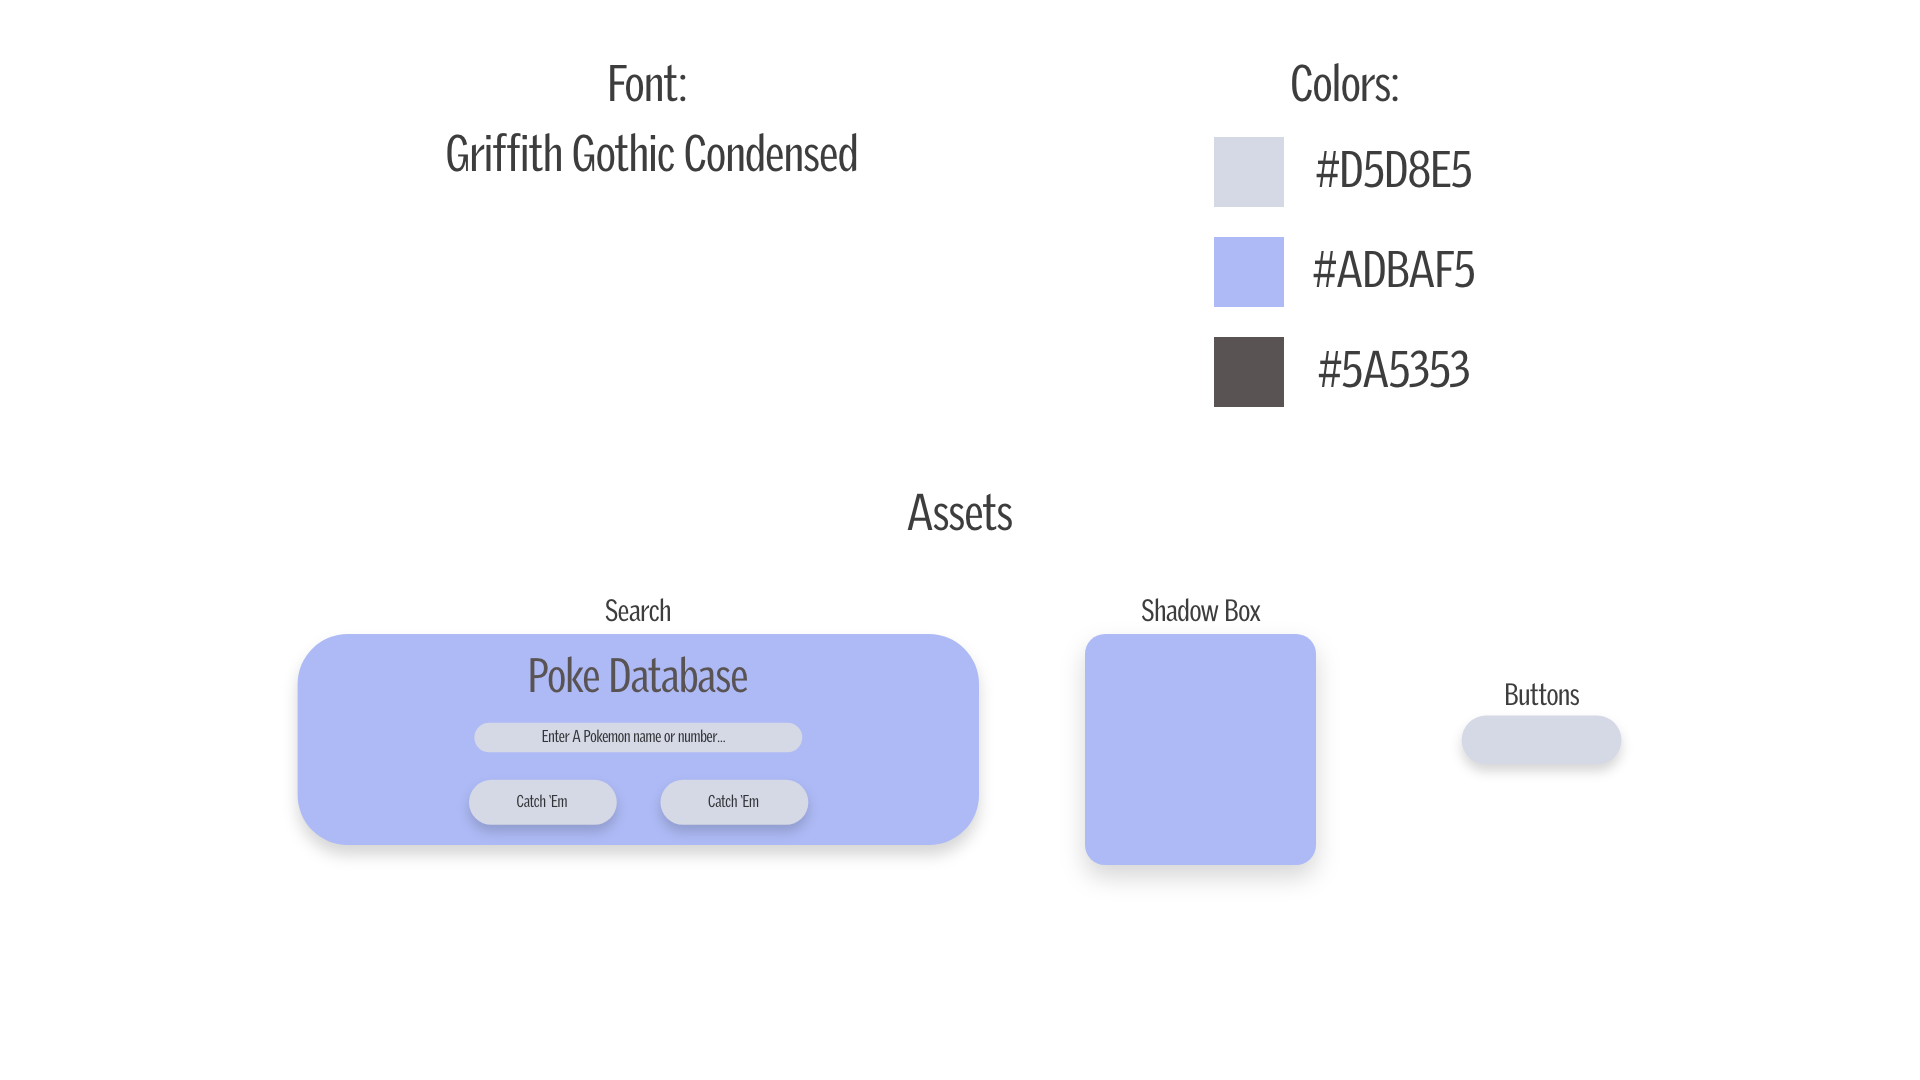 Font:
Griffith Gothic Condensed
Colors:
#D5D8E5
#ADBAF5
#5A5353
Assets
Search
Poke Database
Enter A Pokemon name or number...
Catch 'Em
Catch 'Em
Shadow Box
Buttons